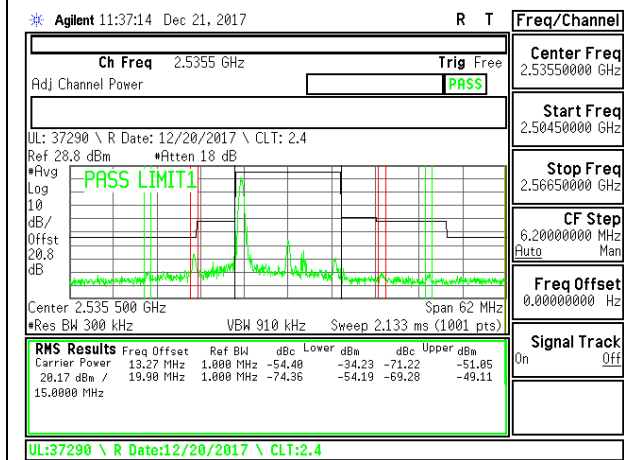 Agilent 11:37:14 Dec 21, 2017 R T
Freq/Channel
Ch Freq 2.5355 GHz Trig Free
Adj Channel Power PASS
Center Freq
2.53550000 GHz
Start Freq
2.50450000 GHz
Stop Freq
2.56650000 GHz
CF Step
6.20000000 MHz
Auto Man
Freq Offset
0.00000000 Hz
Signal Track
On Off
UL: 37290 \ R Date: 12/20/2017 \ CLT: 2.4
Ref 28.8 dBm #Atten 18 dB
#Avg
Log
10
dB/
Offst
20.8
dB
PASS LIMIT1
Center 2.535 500 GHz Span 62 MHz
#Res BW 300 kHz VBW 910 kHz Sweep 2.133 ms (1001 pts)
RMS Results Freq Offset Ref BW dBc Lower dBm dBc Upper dBm
Carrier Power 13.27 MHz 1.000 MHz -54.40 -34.23 -71.22 -51.05
20.17 dBm / 19.90 MHz 1.000 MHz -74.36 -54.19 -69.28 -49.11
15.0000 MHz
UL:37290 \ R Date:12/20/2017 \ CLT:2.4